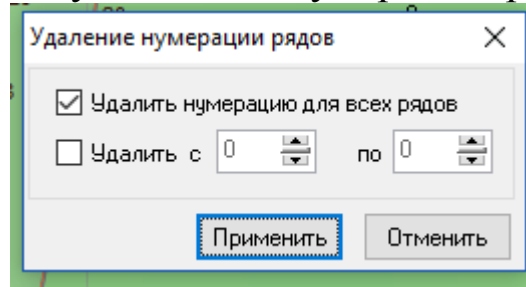 Удаление нумерации рядов
Удалить нумерацию для всех рядов
Удалить с 0 по 0
Применить Отменить